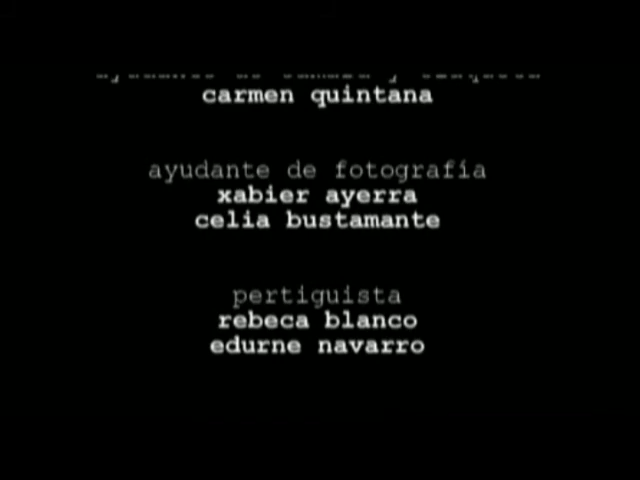 carmen quintana
ayudante de fotografía
xabier ayerra
celia bustamante
pertiguista
rebeca blanco
edurne navarro